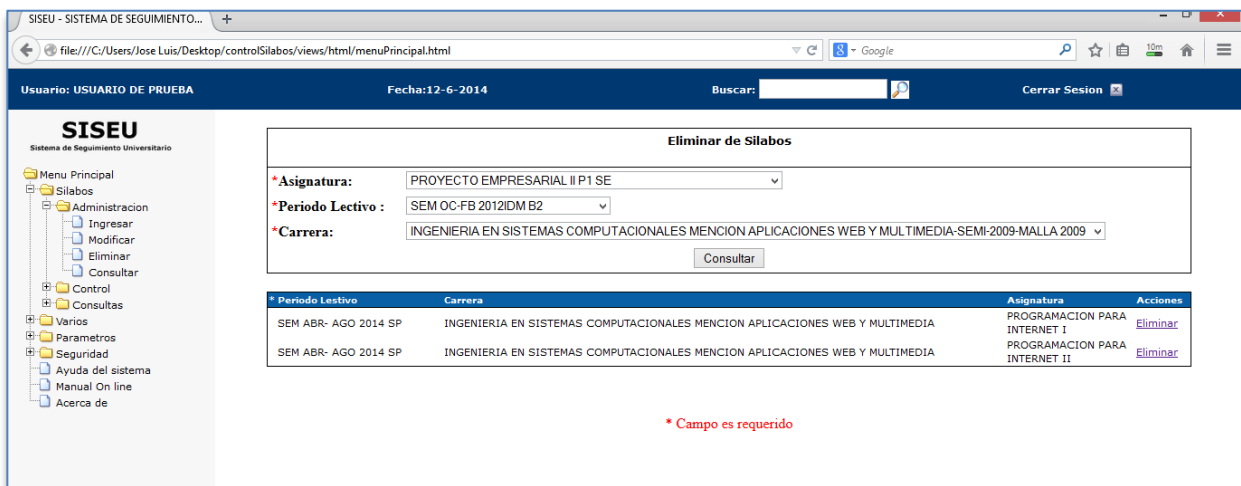 SISEU - SISTEMA DE SEGUIMIENTO... +
file:///C:/Users/Jose Luis/Desktop/controlSilabos/views/html/menuPrincipal.html
Google
10m
Usuario: USUARIO DE PRUEBA Fecha:12-6-2014 Buscar: Cerrar Sesion
SISEU
Sistema de Seguimiento Universitario
Menu Principal
Silabos
Administracion
Ingresar
Modificar
Eliminar
Consultar
Control
Consultas
Varios
Parametros
Seguridad
Ayuda del sistema
Manual On line
Acerca de
Eliminar de Silabos
*Asignatura: PROYECTO EMPRESARIAL II P1 SE
*Periodo Lectivo : SEM OC-FB 2012IDM B2
*Carrera: INGENIERIA EN SISTEMAS COMPUTACIONALES MENCION APLICACIONES WEB Y MULTIMEDIA-SEMI-2009-MALLA 2009
Consultar
* Periodo Lestivo Carrera Asignatura Acciones
SEM ABR- AGO 2014 SP INGENIERIA EN SISTEMAS COMPUTACIONALES MENCION APLICACIONES WEB Y MULTIMEDIA PROGRAMACION PARA INTERNET I Eliminar
SEM ABR- AGO 2014 SP INGENIERIA EN SISTEMAS COMPUTACIONALES MENCION APLICACIONES WEB Y MULTIMEDIA PROGRAMACION PARA INTERNET II Eliminar
* Campo es requerido